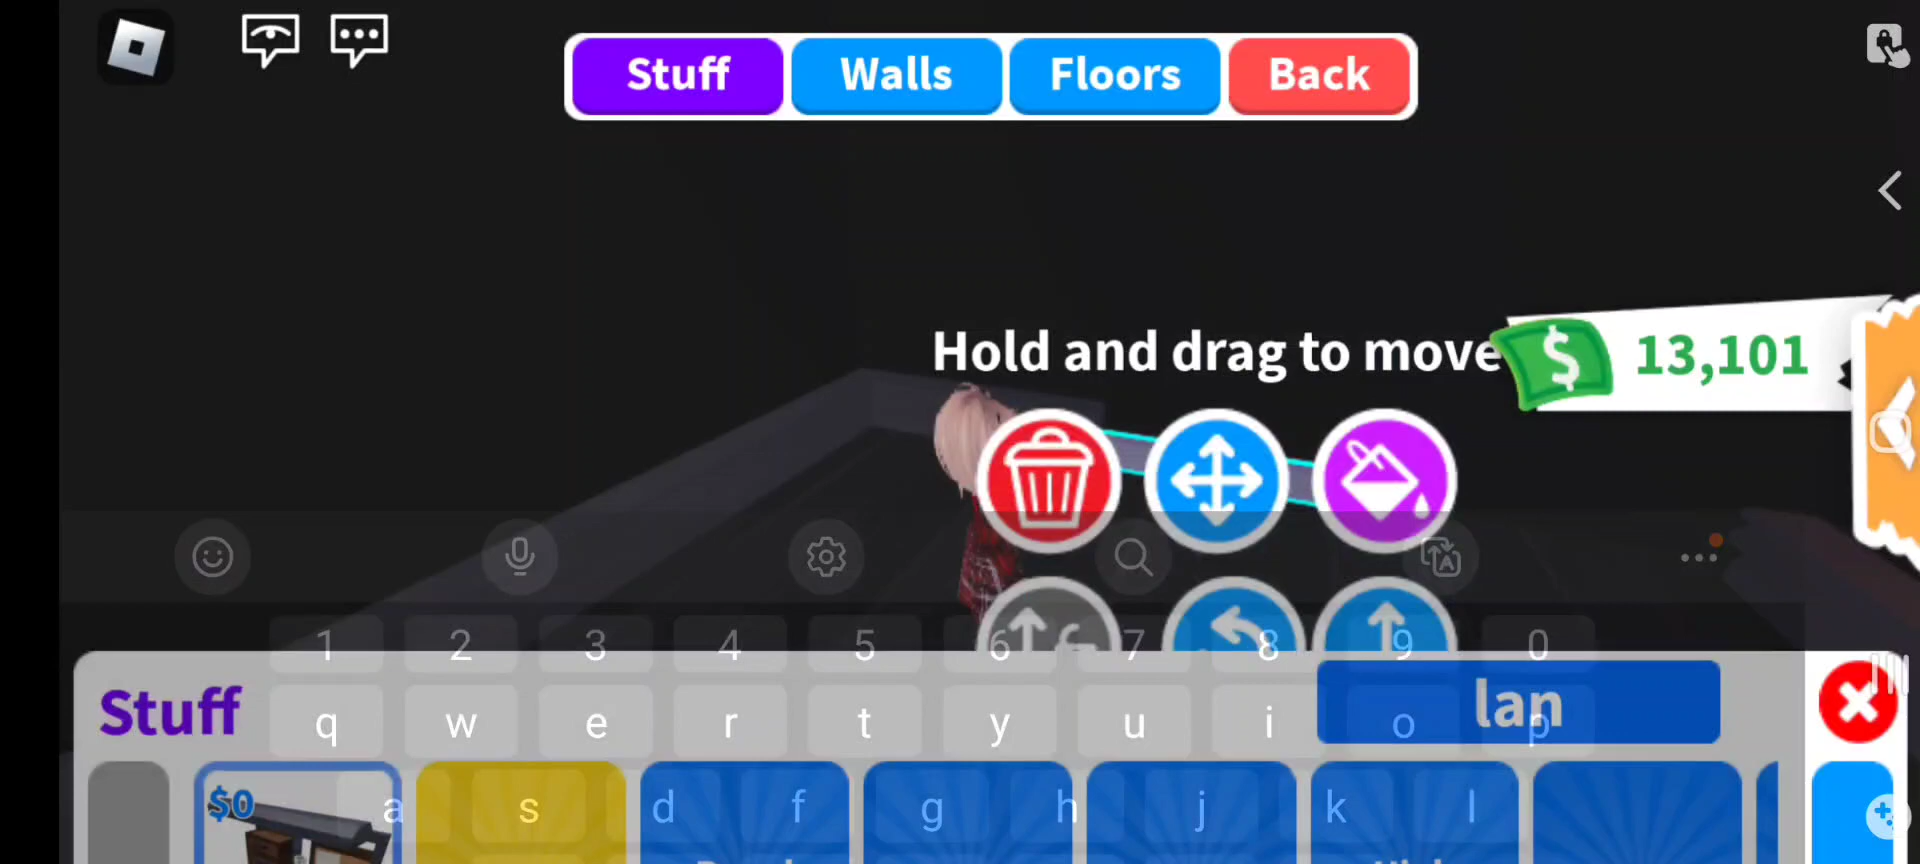 Stuff Walls Floors Back
Hold and drag to move
$ 13,101
1 2 3 4 5 6 7 8 9 0
Stuff
lan
q w e r t y u i o p
$0
a s d f g h j k l